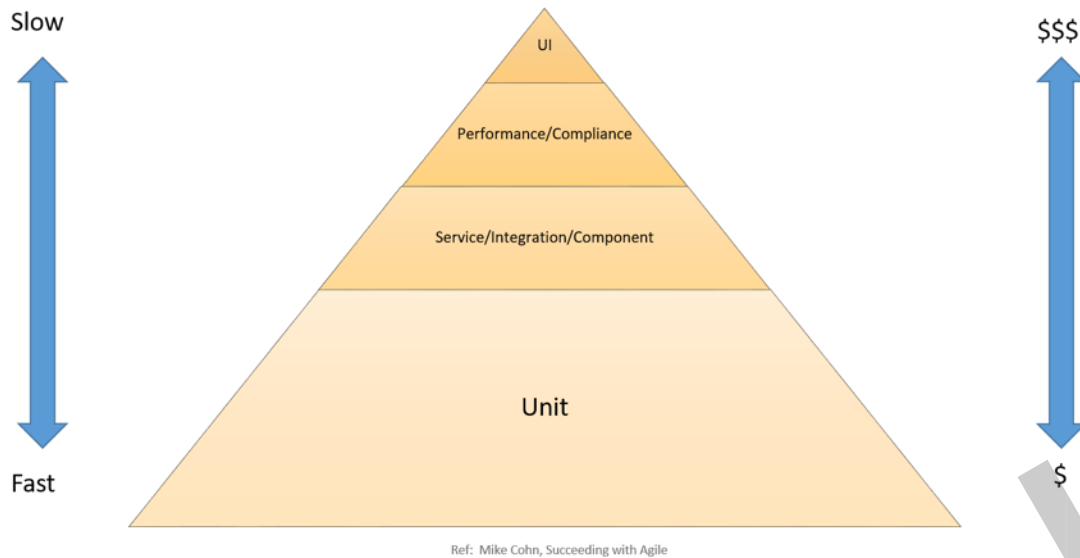 Slow
$$$
UI
Performance/Compliance
Service/Integration/Component
Unit
Fast
$
Ref: Mike Cohn, Succeeding with Agile